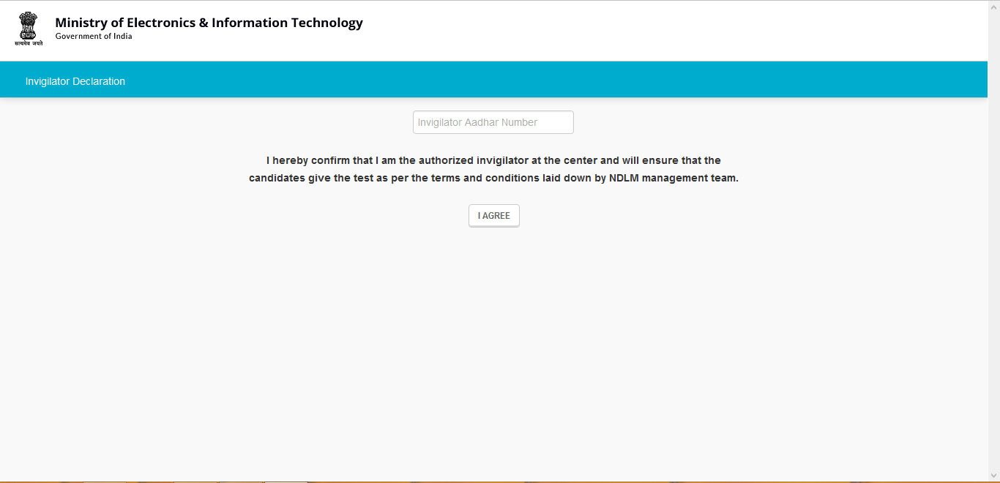 Ministry of Electronics & Information Technology
Government of India
सत्यमेव जयते
Invigilator Declaration
Invigilator Aadhar Number
I hereby confirm that I am the authorized invigilator at the center and will ensure that the
candidates give the test as per the terms and conditions laid down by NDLM management team.
I AGREE